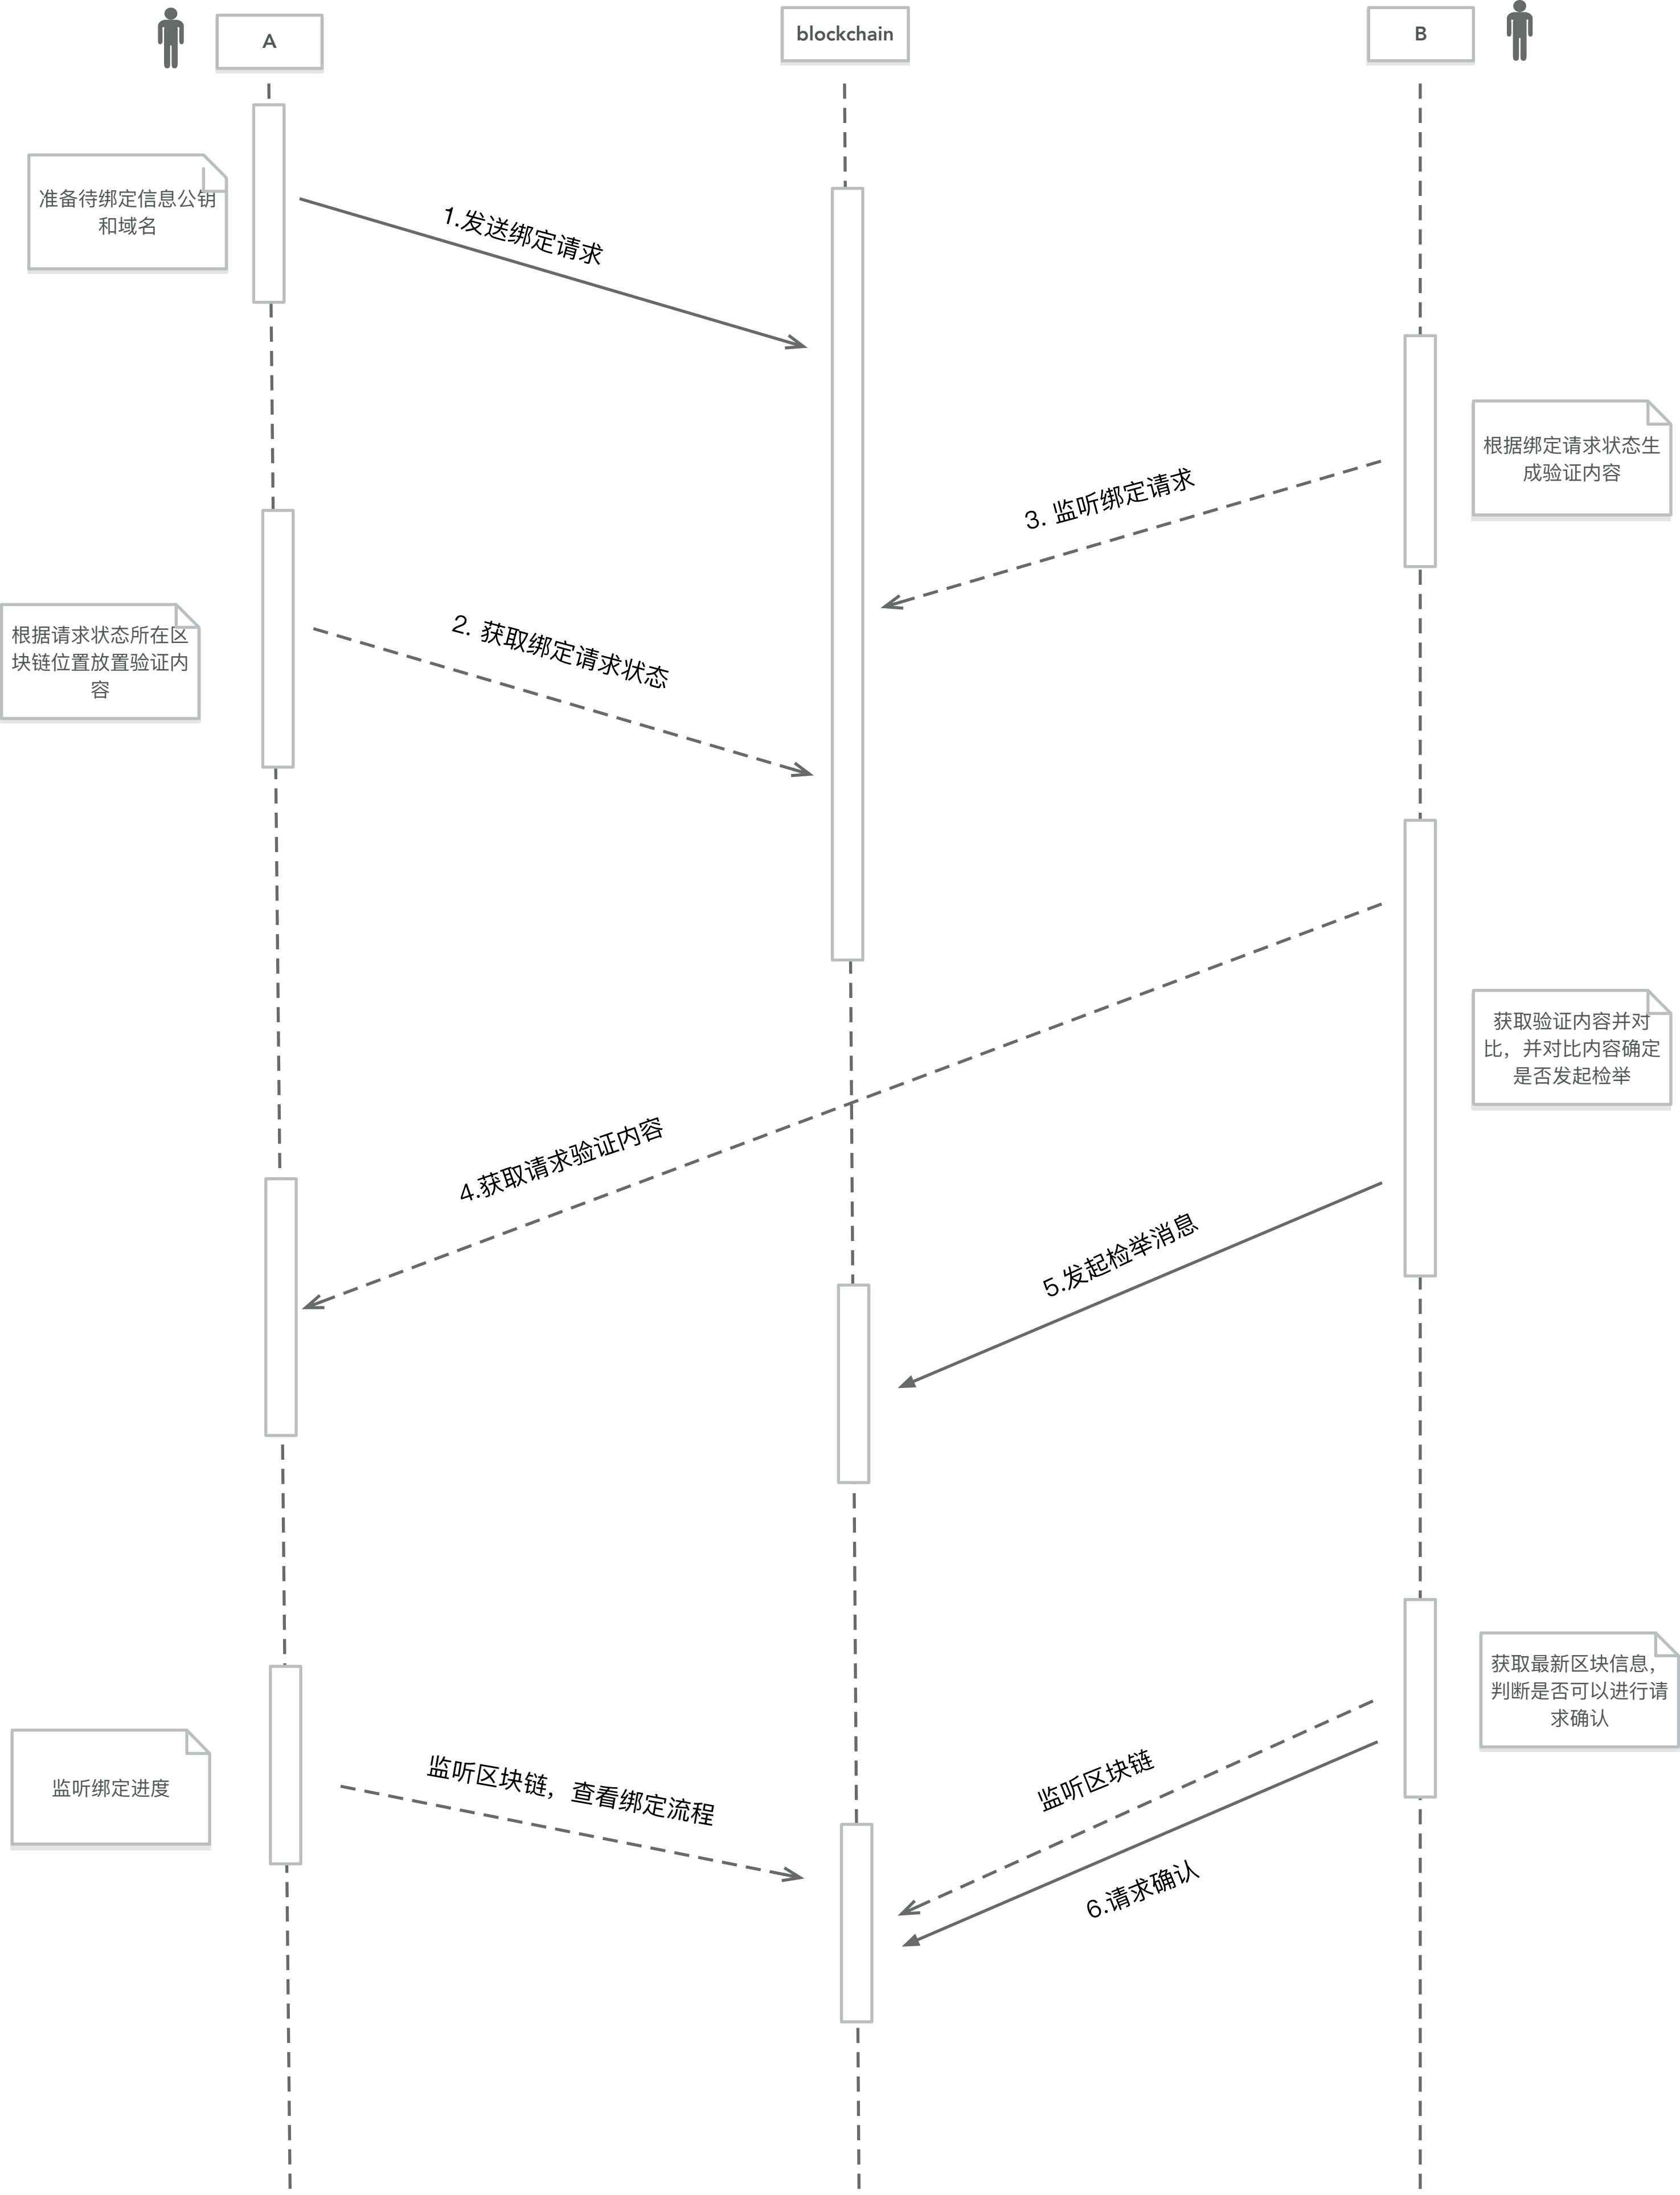 A
blockchain
B
准备待绑定信息公钥
和域名
1.发送绑定请求
根据绑定请求状态生
成验证内容
3. 监听绑定请求
根据请求状态所在区
块链位置放置验证内
容
2. 获取绑定请求状态
获取验证内容并对
比，并对比内容确定
是否发起检举
4.获取请求验证内容
5.发起检举消息
获取最新区块信息，
判断是否可以进行请
求确认
监听绑定进度
监听区块链，查看绑定流程
监听区块链
6.请求确认